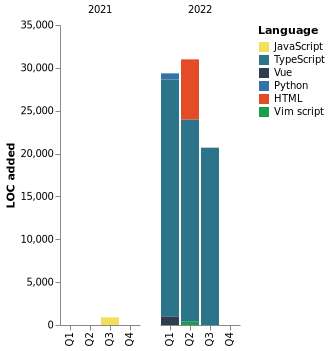 2021
2022
LOC added
35,000
30,000
25,000
20,000
15,000
10,000
5,000
0
Q1
Q2
Q3
Q4
Q1
Q2
Q3
Q4
Language
JavaScript
TypeScript
Vue
Python
HTML
Vim script